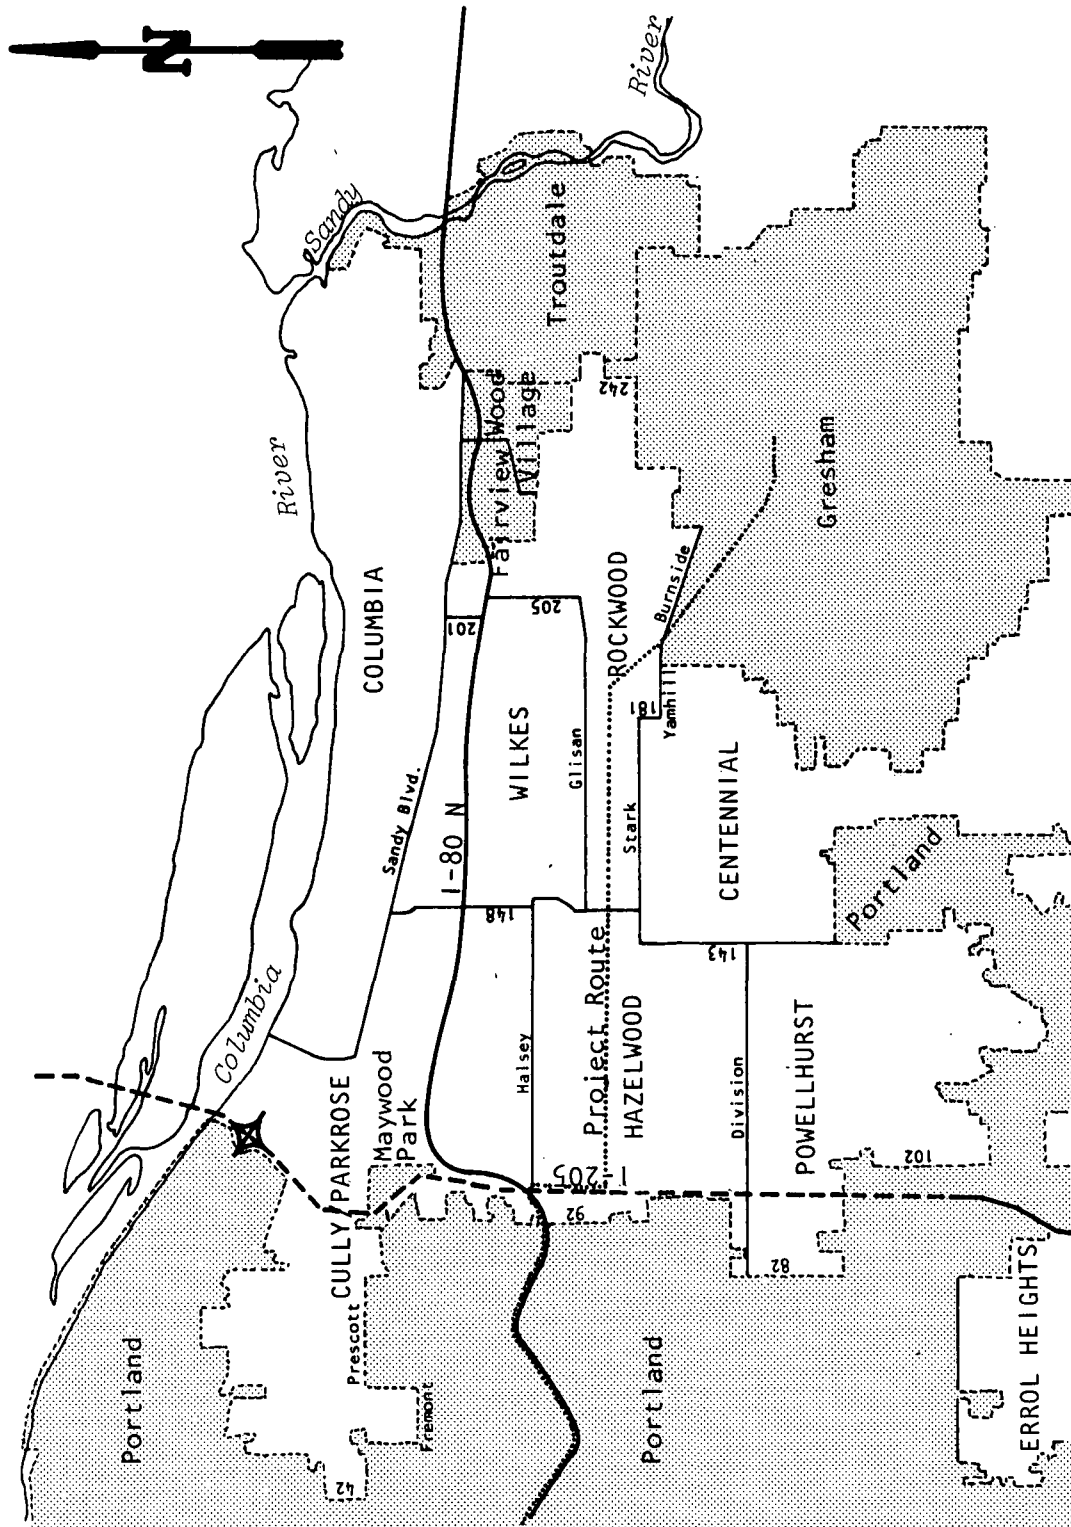 N
River
Sandy
River
Columbia
COLUMBIA
Troutdale
Wood
Village
Fairview
242
Gresham
ROCKWOOD
Burnside
205
201
181
Yamhill
WILKES
Glisan
Stark
CENTENNIAL
Sandy Blvd.
I-80 N
148
Portland
143
Halsey
Project Route
HAZELWOOD
Division
POWELLHURST
Maywood
Park
CULLY PARKROSE
I-205
102
92
82
Prescott
Fremont
42
Portland
Portland
ERROL HEIGHTS